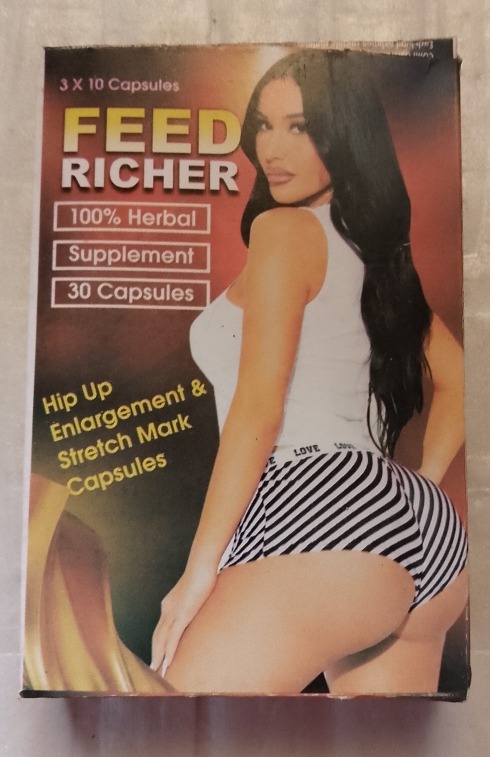 3 X 10 Capsules
FEED
RICHER
100% Herbal
Supplement
30 Capsules
Hip Up
Enlargement &
Stretch Mark
Capsules
LOVE